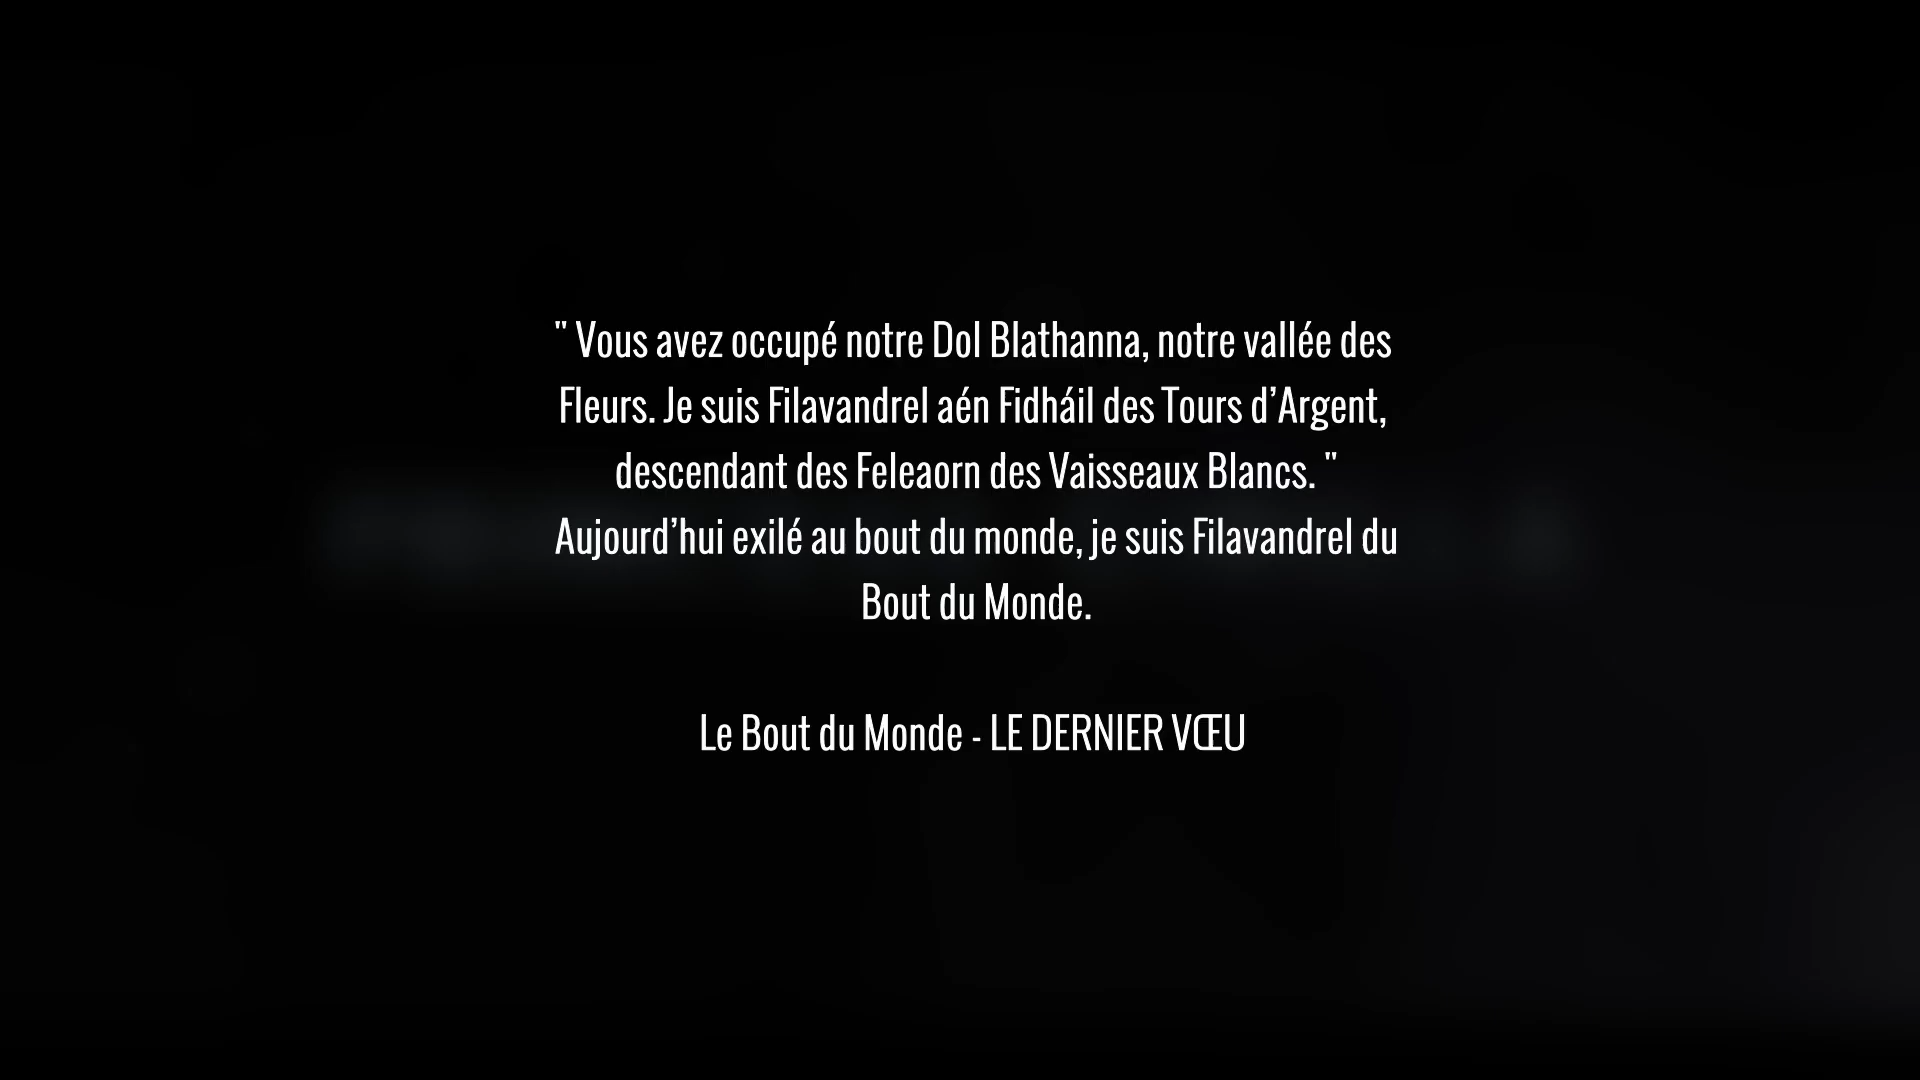 " Vous avez occupé notre Dol Blathanna, notre vallée des
Fleurs. Je suis Filavandrel aén Fidháil des Tours d’Argent,
descendant des Feleaorn des Vaisseaux Blancs. "
Aujourd’hui exilé au bout du monde, je suis Filavandrel du
Bout du Monde.
Le Bout du Monde - LE DERNIER VŒU